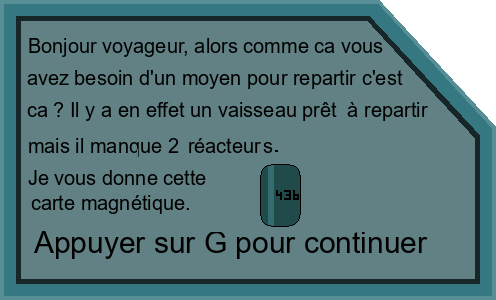 Bonjour voyageur, alors comme ca vous
avez besoin d'un moyen pour repartir c'est
ca ? Il y a en effet un vaisseau prêt à repartir
mais il manque 2 réacteurs.
Je vous donne cette
carte magnétique.
436
Appuyer sur G pour continuer